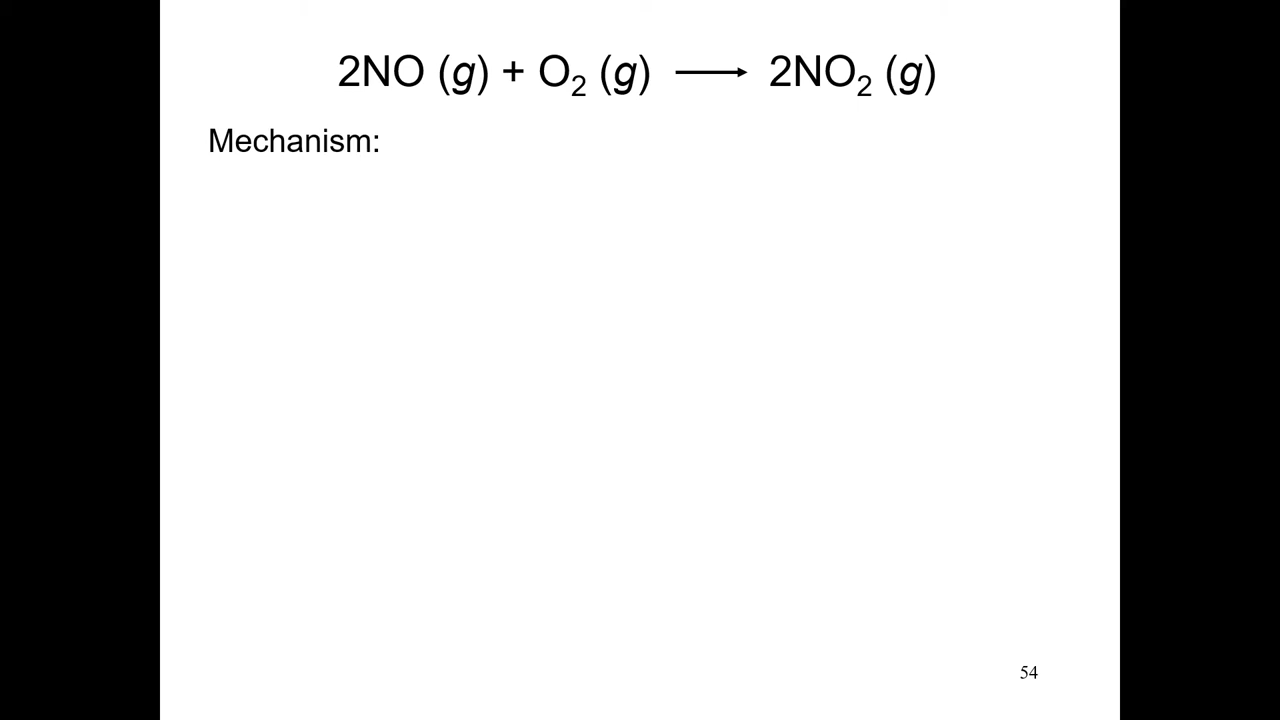 2NO (g) + O₂ (g) ⟶ 2NO₂ (g)
Mechanism:
54